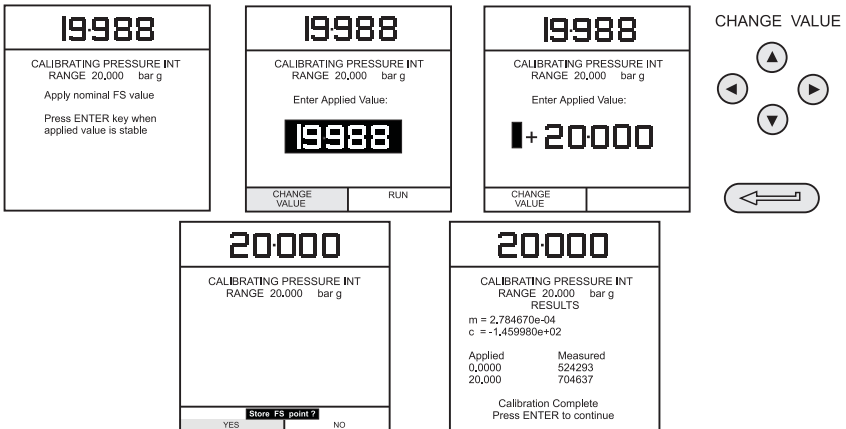 19.988
CALIBRATING PRESSURE INT
RANGE 20.000 bar g
Apply nominal FS value
Press ENTER key when
applied value is stable
19.988
CALIBRATING PRESSURE INT
RANGE 20.000 bar g
Enter Applied Value:
19.988
CHANGE
VALUE
RUN
19.988
CALIBRATING PRESSURE INT
RANGE 20.000 bar g
Enter Applied Value:
+ 20.000
CHANGE
VALUE
CHANGE VALUE
20.000
CALIBRATING PRESSURE INT
RANGE 20.000 bar g
Store FS point ?
YES
NO
20.000
CALIBRATING PRESSURE INT
RANGE 20.000 bar g
RESULTS
m = 2.784670e-04
c = -1.459980e+02
Applied Measured
0.0000 524293
20.000 704637
Calibration Complete
Press ENTER to continue